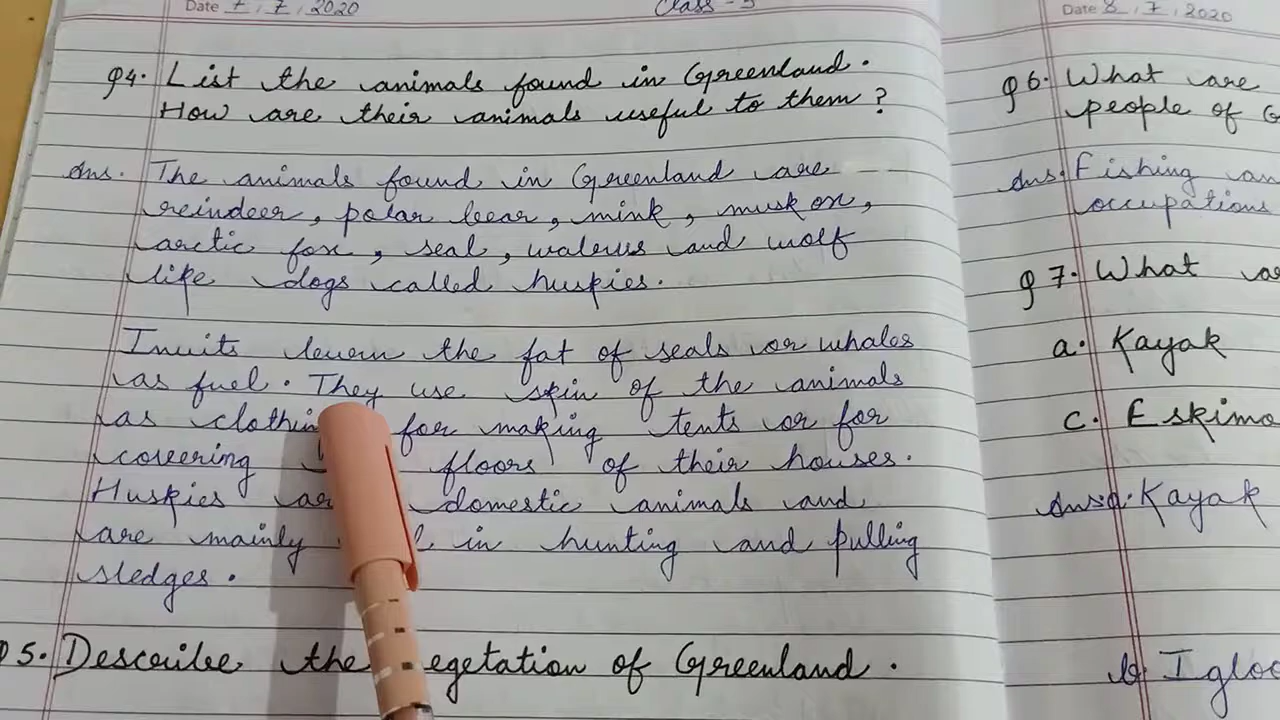 Date 7, 7, 2020
Class - 5
Q4. List the animals found in Greenland.
How are their animals useful to them?
Ans. The animals found in Greenland are
reindeer, polar bear, mink, musk ox,
arctic fox, seal, walrus and wolf
like dogs called huskies.
Inuits burn the fat of seals or whales
as fuel. They use skin of the animals
as clothin for making tents or for
covering floors of their houses.
Huskies domestic animals and
are mainly in hunting and pulling
sledges.
Q5. Describe the egetation of Greenland.
Date 8, 7, 2020
Q6. What are
people of G
Ans. Fishing an
occupations
Q7. What
a. Kayak
c. Eskimo
Ans a. Kayak
b. Igloo